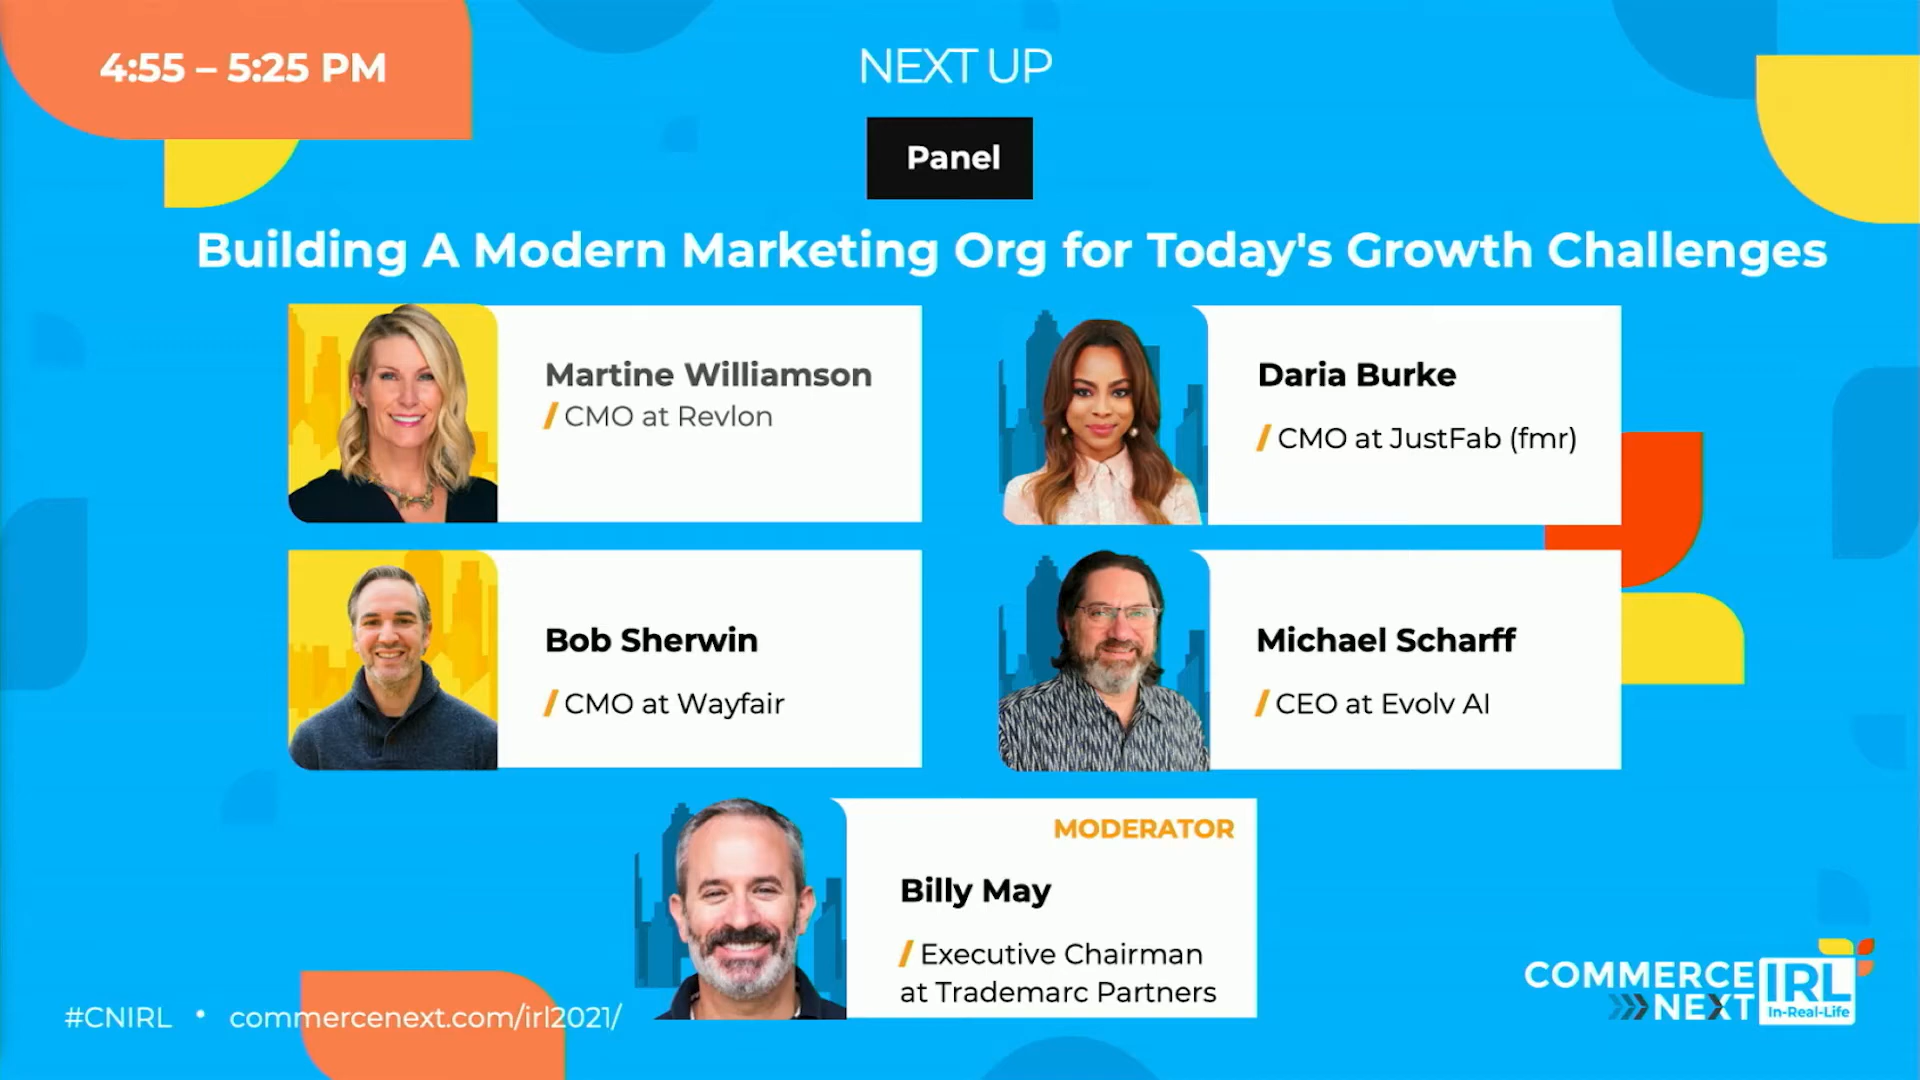 4:55 – 5:25 PM
NEXT UP
Panel
Building A Modern Marketing Org for Today's Growth Challenges
Martine Williamson
/ CMO at Revlon
Daria Burke
/ CMO at JustFab (fmr)
Bob Sherwin
/ CMO at Wayfair
Michael Scharff
/ CEO at Evolv AI
MODERATOR
Billy May
/ Executive Chairman
at Trademarc Partners
#CNIRL • commercenext.com/irl2021/
COMMERCE
NEXT
IRL
In-Real-Life